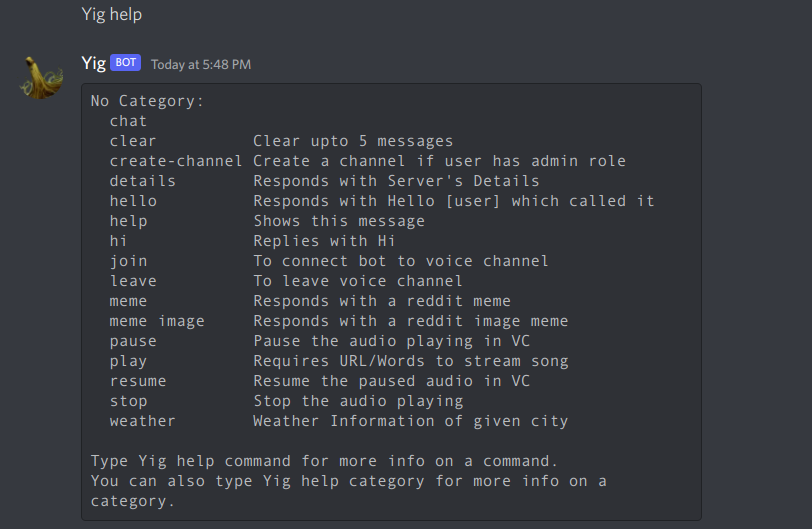 Yig help
Yig BOT Today at 5:48 PM
No Category:
chat
clear Clear upto 5 messages
create-channel Create a channel if user has admin role
details Responds with Server's Details
hello Responds with Hello [user] which called it
help Shows this message
hi Replies with Hi
join To connect bot to voice channel
leave To leave voice channel
meme Responds with a reddit meme
meme image Responds with a reddit image meme
pause Pause the audio playing in VC
play Requires URL/Words to stream song
resume Resume the paused audio in VC
stop Stop the audio playing
weather Weather Information of given city
Type Yig help command for more info on a command.
You can also type Yig help category for more info on a
category.